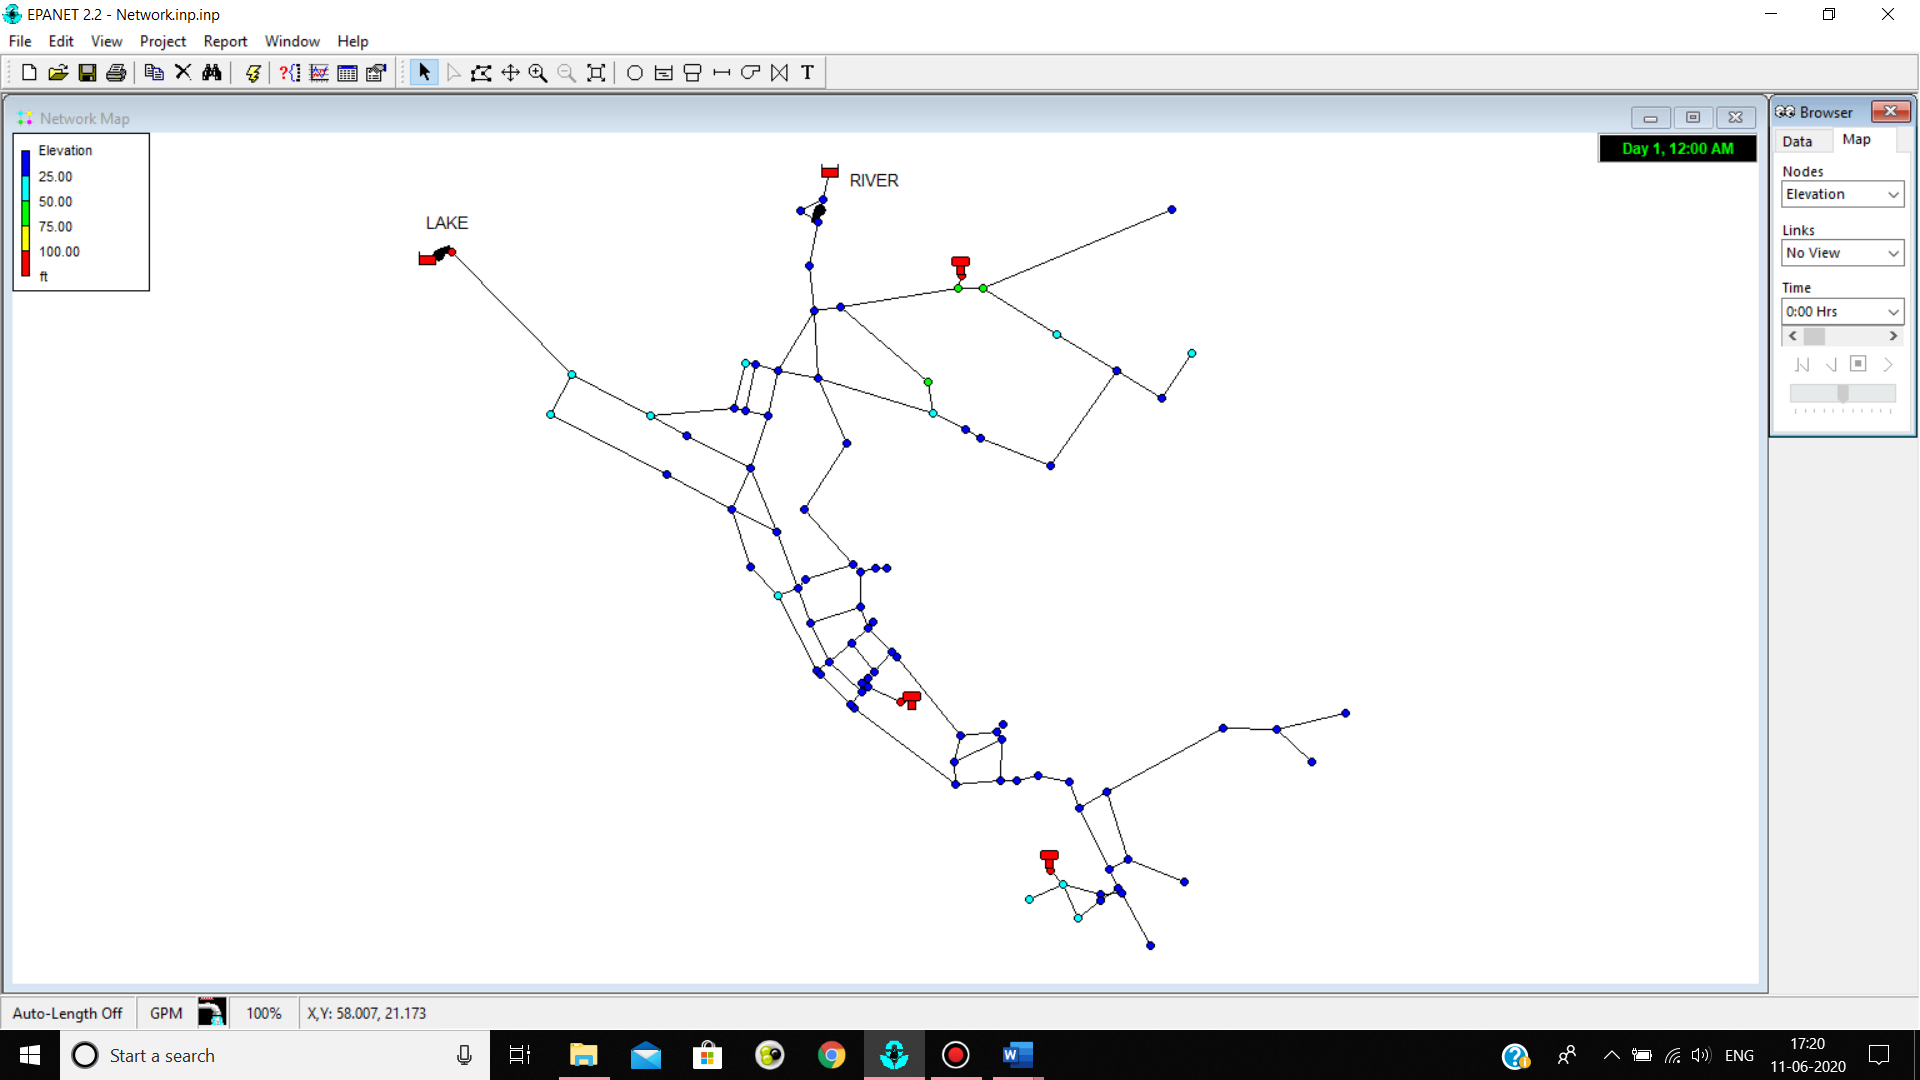 EPANET 2.2 - Network.inp.inp
File Edit View Project Report Window Help
T
Network Map
Elevation
25.00
50.00
75.00
100.00
ft
LAKE
RIVER
Day 1, 12:00 AM
Browser
Data Map
Nodes
Elevation
Links
No View
Time
0:00 Hrs
Auto-Length Off GPM 100% X,Y: 58.007, 21.173
Start a search
W
ENG
17:20
11-06-2020